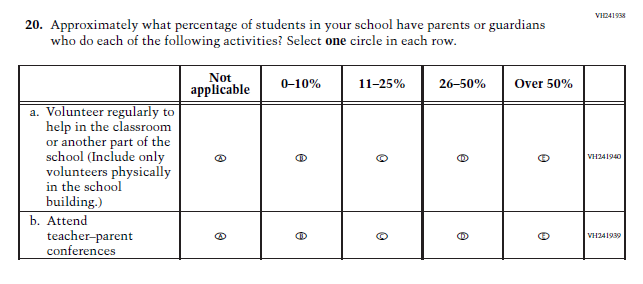 VH241938
20. Approximately what percentage of students in your school have parents or guardians
who do each of the following activities? Select one circle in each row.
Not applicable 0–10% 11–25% 26–50% Over 50%
a. Volunteer regularly to
help in the classroom
or another part of the
school (Include only
volunteers physically
in the school
building.)
A B C D E VH241940
b. Attend
teacher–parent
conferences
A B C D E VH241939